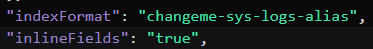 "indexFormat": "changeme-sys-logs-alias",
"inlineFields": "true",